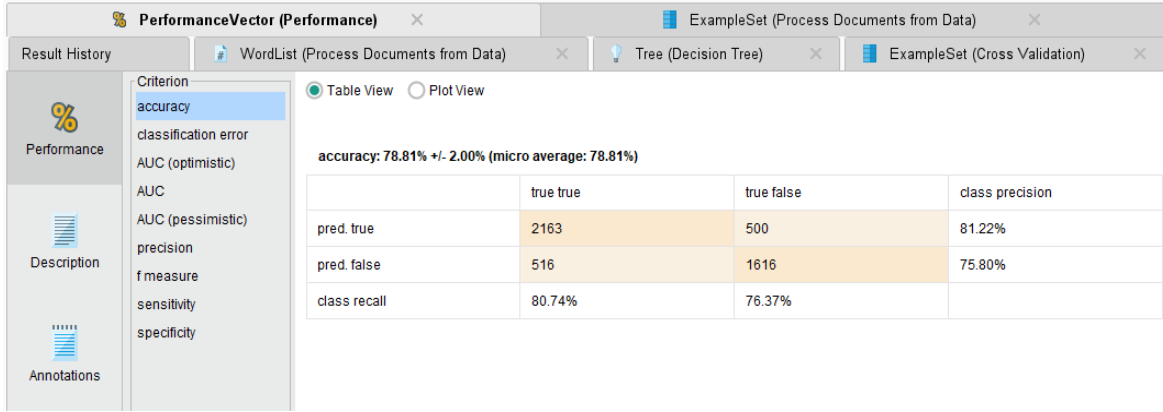 % PerformanceVector (Performance) ×
ExampleSet (Process Documents from Data) ×
Result History
# WordList (Process Documents from Data) ×
Tree (Decision Tree) ×
ExampleSet (Cross Validation) ×
%
Performance
Description
Annotations
Criterion
accuracy
classification error
AUC (optimistic)
AUC
AUC (pessimistic)
precision
f measure
sensitivity
specificity
Table View Plot View
accuracy: 78.81% +/- 2.00% (micro average: 78.81%)
true true true false class precision
pred. true 2163 500 81.22%
pred. false 516 1616 75.80%
class recall 80.74% 76.37%